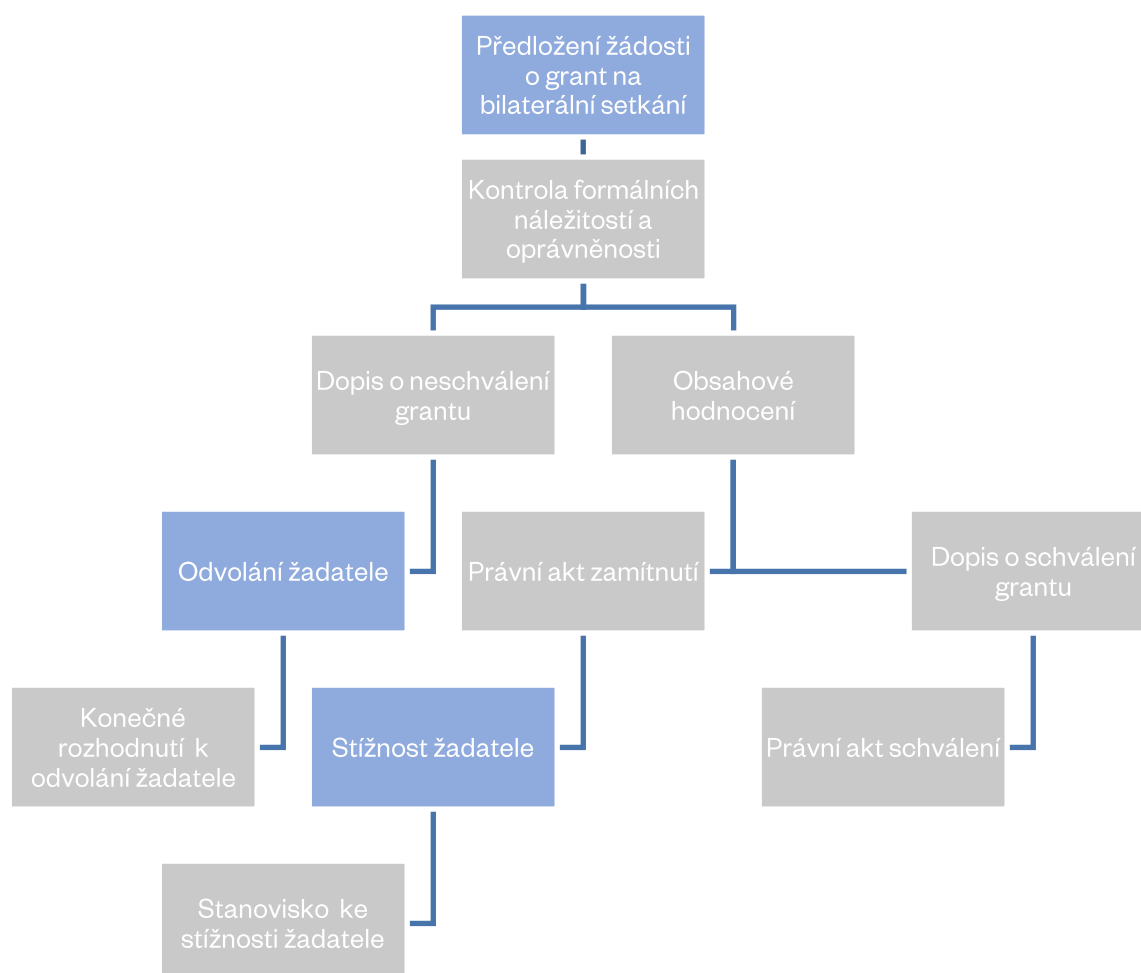 Předložení žádosti
o grant na
bilaterální setkání
Kontrola formálních
náležitostí a
oprávněnosti
Dopis o neschválení
grantu
Obsahové
hodnocení
Odvolání žadatele
Právní akt zamítnutí
Dopis o schválení
grantu
Konečné
rozhodnutí k
odvolání žadatele
Stížnost žadatele
Právní akt schválení
Stanovisko ke
stížnosti žadatele